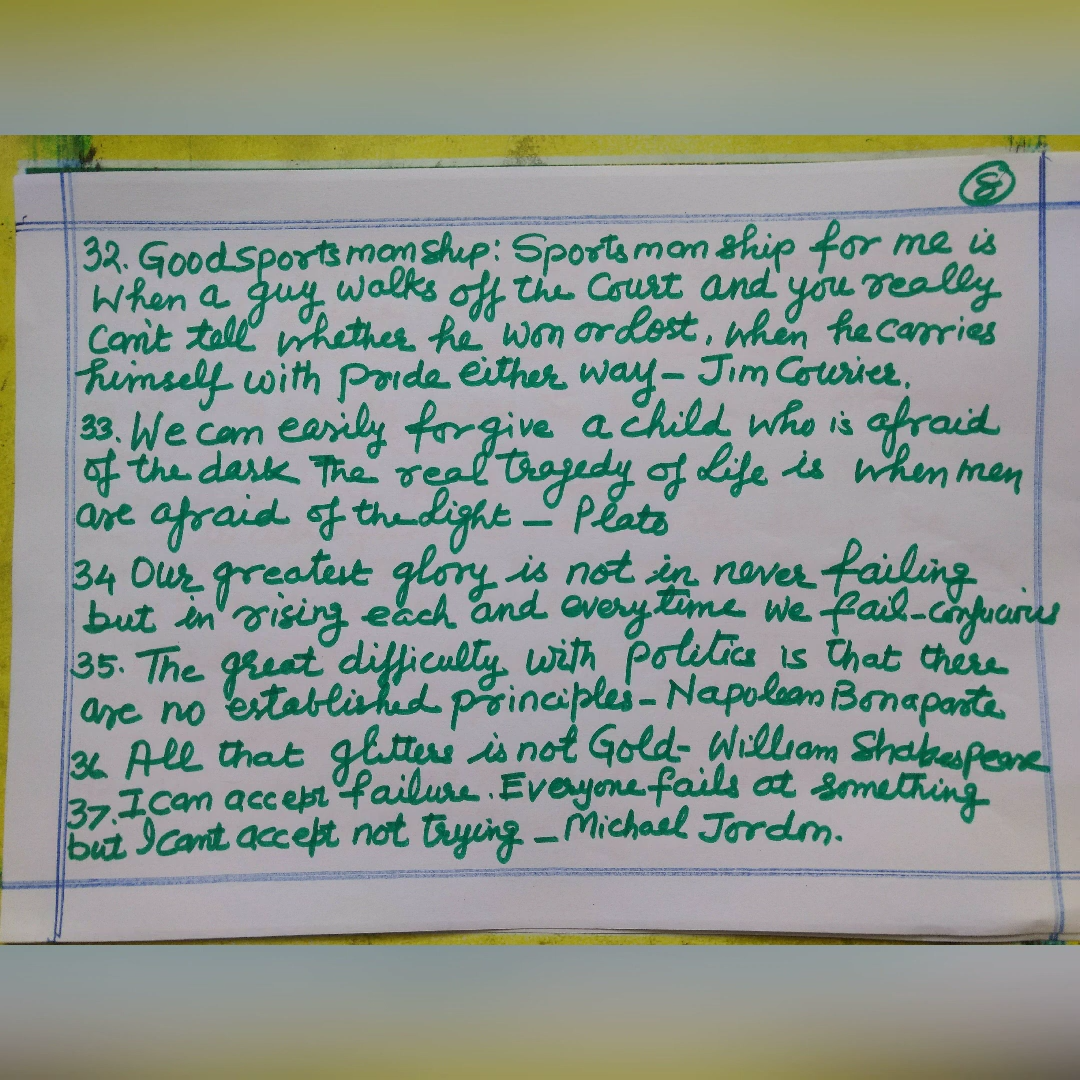 8
32. Good Sportsmanship: Sportsmanship for me is
When a guy walks off the Court and you really
Can't tell whether he won or Lost, when he carries
himself with pride either way - Jim Courier.
33. We can easily forgive a child who is afraid
of the dark The real tragedy of Life is when men
are afraid of the Light - Plato
34 Our greatest glory is not in never failing
but in rising each and every time we fail - Confucious
35. The great difficulty with politics is that there
are no established principles - Napoleon Bonaparte
36 All that glitters is not Gold - William Shakespeare
37. I can accept failure. Everyone fails at something
but I can't accept not trying - Michael Jordon.